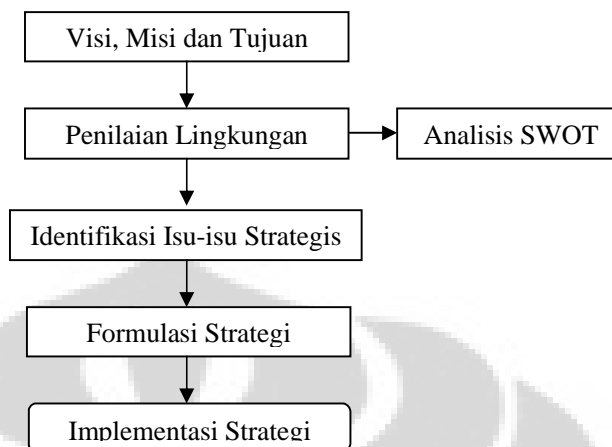 Visi, Misi dan Tujuan
Penilaian Lingkungan
Analisis SWOT
Identifikasi Isu-isu Strategis
Formulasi Strategi
Implementasi Strategi